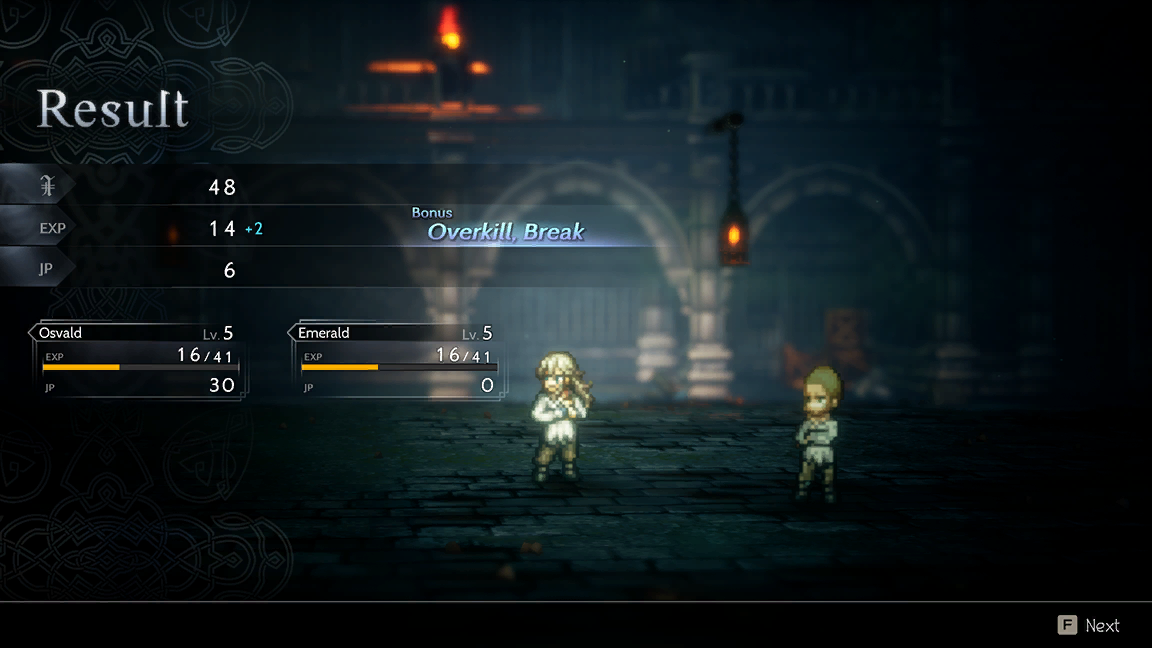 Result
48
EXP 14 +2
Bonus
Overkill, Break
JP 6
Osvald Lv. 5
EXP 16/41
JP 30
Emerald Lv. 5
EXP 16/41
JP 0
F Next